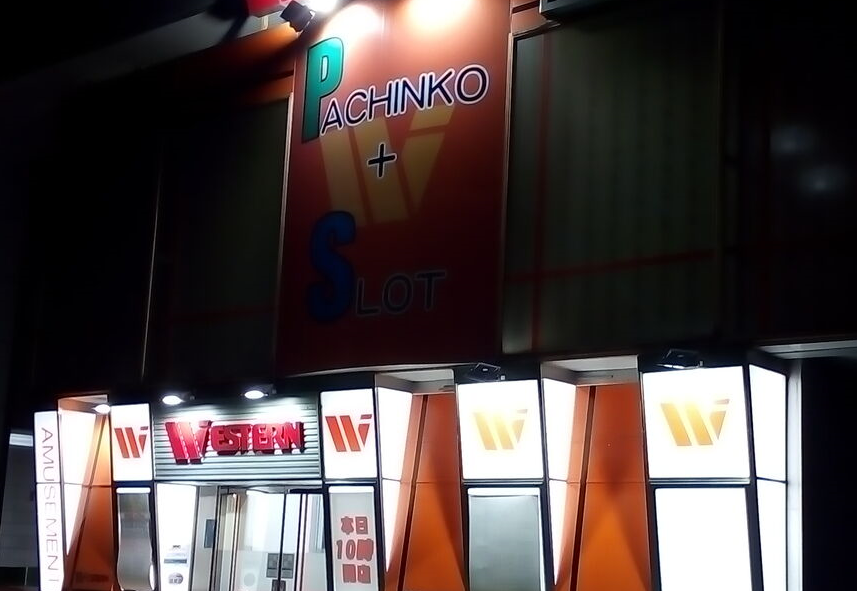 PACHINKO
+
SLOT
WESTERN
AMUSEMENT
本日
10時
開店